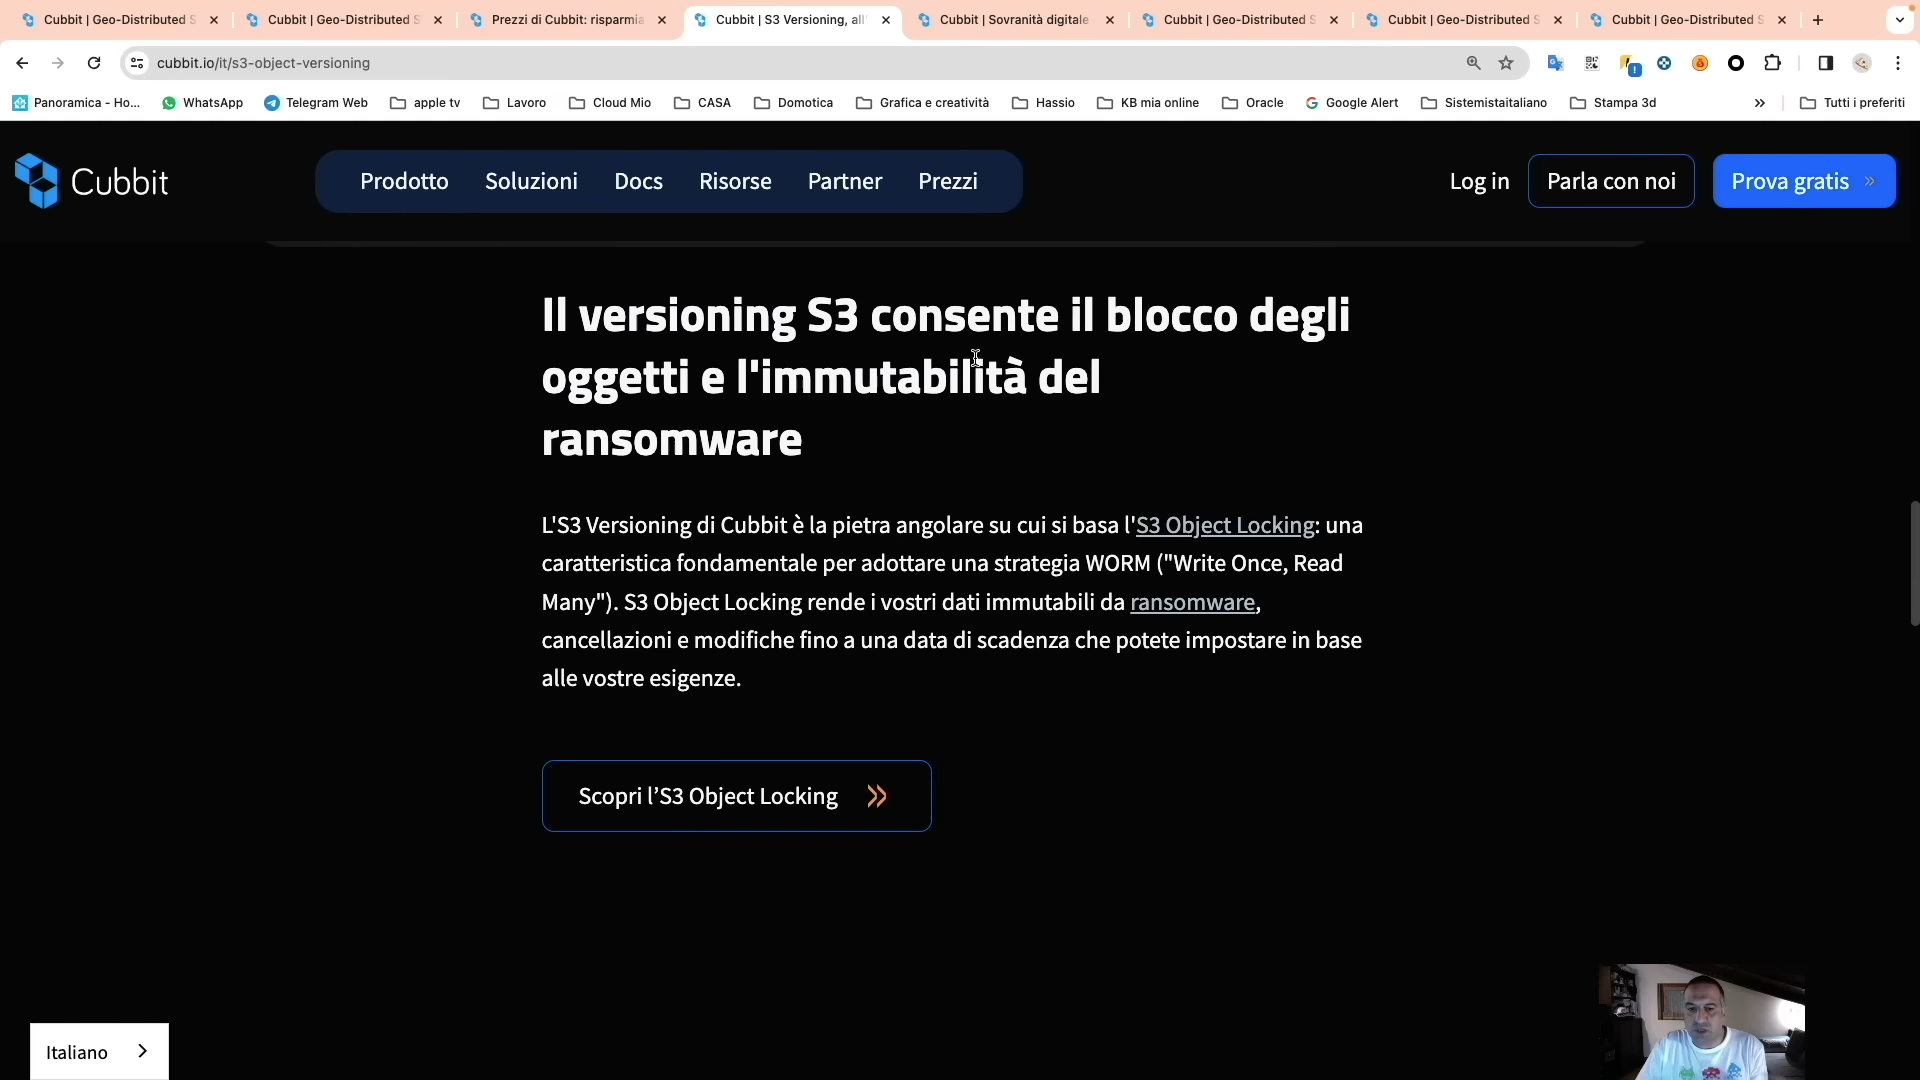 Cubbit | Geo-Distributed S
Cubbit | Geo-Distributed S
Prezzi di Cubbit: risparmia
Cubbit | S3 Versioning, all'
Cubbit | Sovranità digitale
Cubbit | Geo-Distributed S
Cubbit | Geo-Distributed S
Cubbit | Geo-Distributed S
cubbit.io/it/s3-object-versioning
Panoramica - Ho...
WhatsApp
Telegram Web
apple tv
Lavoro
Cloud Mio
CASA
Domotica
Grafica e creatività
Hassio
KB mia online
Oracle
Google Alert
Sistemistaitaliano
Stampa 3d
Tutti i preferiti
Cubbit
Prodotto
Soluzioni
Docs
Risorse
Partner
Prezzi
Log in
Parla con noi
Prova gratis
Il versioning S3 consente il blocco degli
oggetti e l'immutabilità del
ransomware
L'S3 Versioning di Cubbit è la pietra angolare su cui si basa l'S3 Object Locking: una
caratteristica fondamentale per adottare una strategia WORM ("Write Once, Read
Many"). S3 Object Locking rende i vostri dati immutabili da ransomware,
cancellazioni e modifiche fino a una data di scadenza che potete impostare in base
alle vostre esigenze.
Scopri l’S3 Object Locking
Italiano